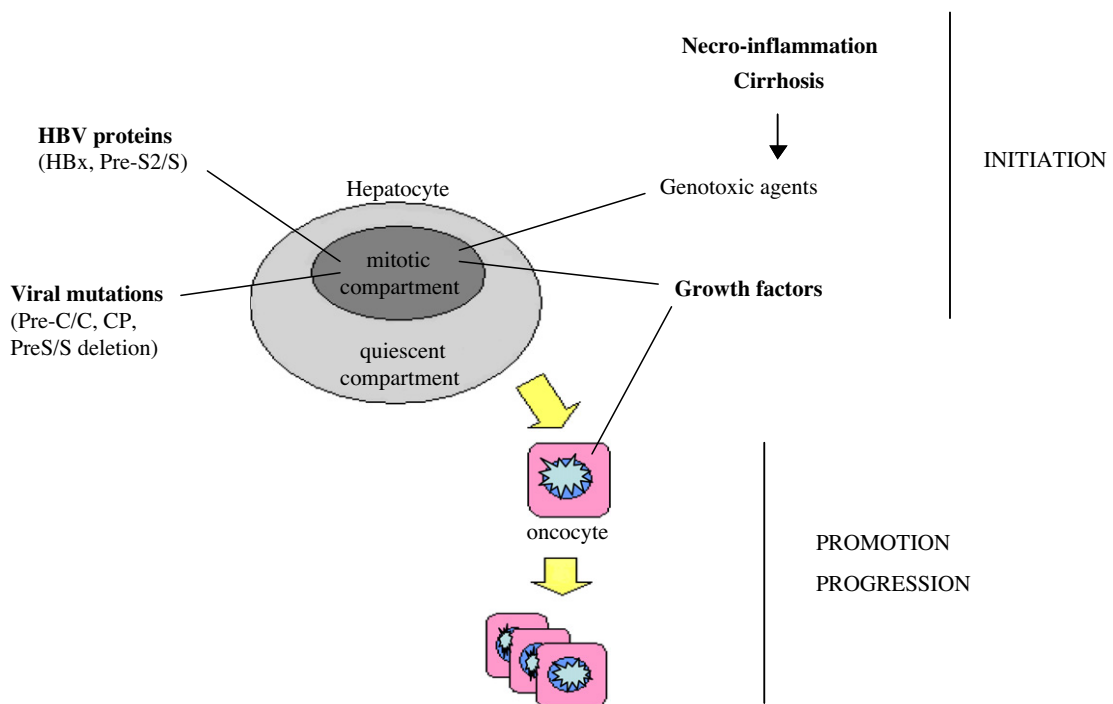 Necro-inflammation
Cirrhosis
HBV proteins
(HBx, Pre-S2/S)
INITIATION
Hepatocyte
Genotoxic agents
mitotic
compartment
Viral mutations
(Pre-C/C, CP,
PreS/S deletion)
Growth factors
quiescent
compartment
oncocyte
PROMOTION
PROGRESSION